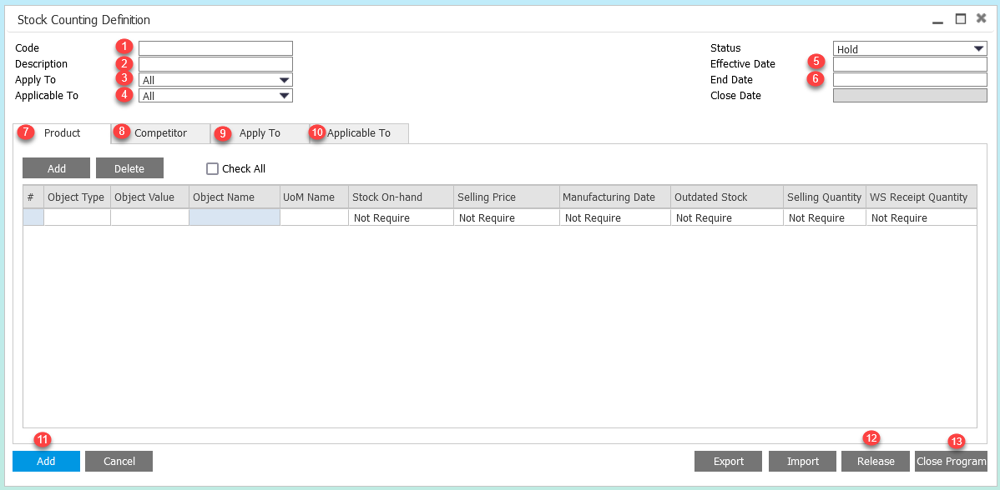 Stock Counting Definition
Code 1 Status Hold
Description 2 Effective Date 5
Apply To 3 All End Date 6
Applicable To 4 All Close Date
7 Product 8 Competitor 9 Apply To 10 Applicable To
Add Delete Check All
# Object Type Object Value Object Name UoM Name Stock On-hand Selling Price Manufacturing Date Outdated Stock Selling Quantity WS Receipt Quantity
Not Require Not Require Not Require Not Require Not Require Not Require
11 12 13
Add Cancel Export Import Release Close Program